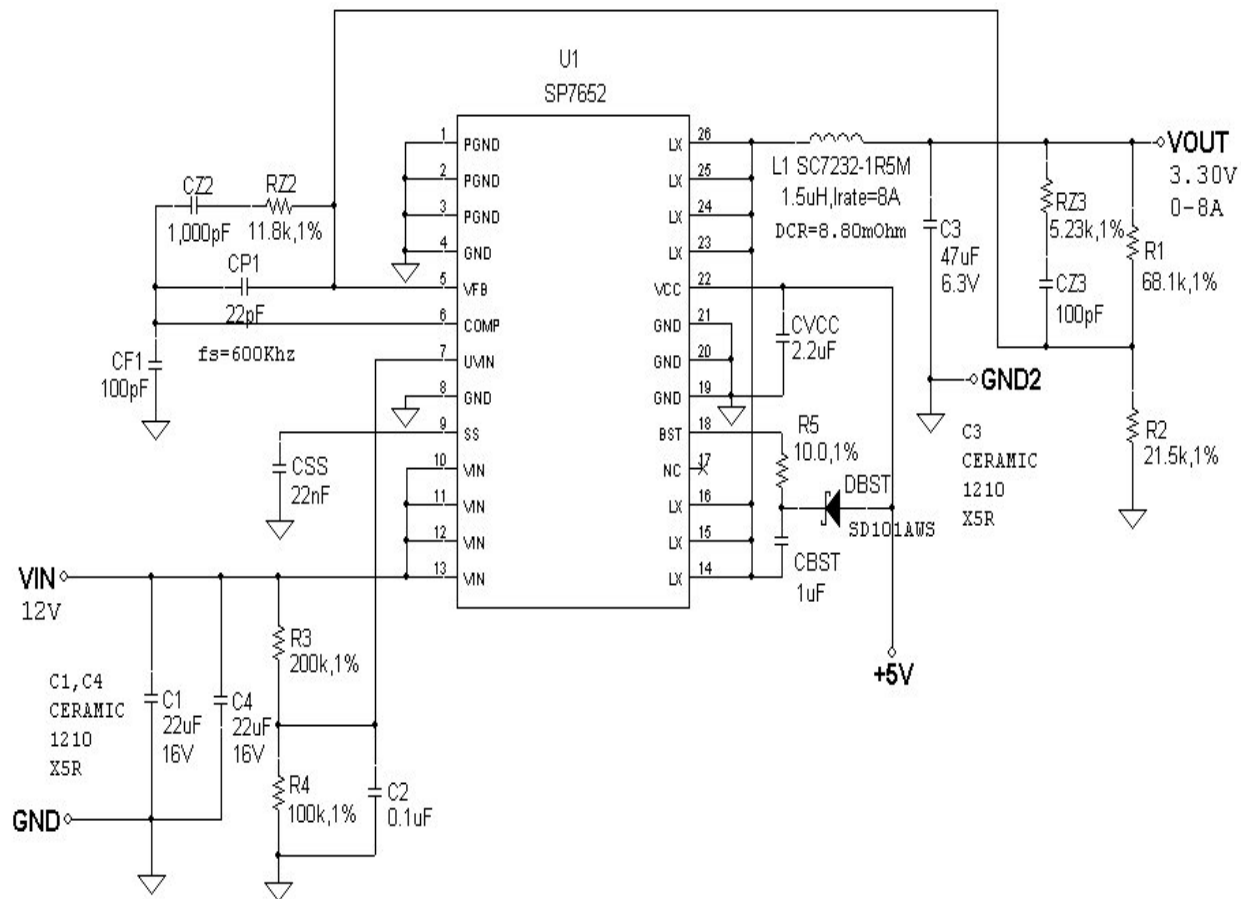 U1
SP7652
1 PGND
2 PGND
3 PGND
4 GND
5 VFB
6 COMP
7 UVIN
8 GND
9 SS
10 VIN
11 VIN
12 VIN
13 VIN
LX 26
LX 25
LX 24
LX 23
VCC 22
GND 21
GND 20
GND 19
BST 18
NC 17
LX 16
LX 15
LX 14
CZ2
1,000pF
RZ2
11.8k,1%
CP1
22pF
fs=600Khz
CF1
100pF
CSS
22nF
VIN
12V
C1,C4
CERAMIC
1210
X5R
C1
22uF
16V
C4
22uF
16V
R3
200k,1%
R4
100k,1%
C2
0.1uF
GND
L1 SC7232-1R5M
1.5uH,Irate=8A
DCR=8.80mOhm
C3
47uF
6.3V
RZ3
5.23k,1%
CZ3
100pF
R1
68.1k,1%
VOUT
3.30V
0-8A
CVCC
2.2uF
GND2
C3
CERAMIC
1210
X5R
R2
21.5k,1%
R5
10.0,1%
DBST
SD101AWS
CBST
1uF
+5V